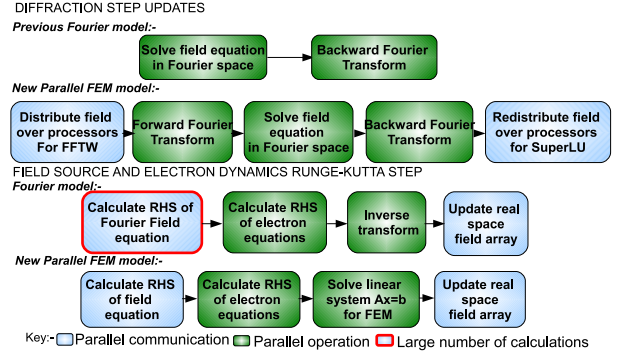 DIFFRACTION STEP UPDATES
Previous Fourier model:-
Solve field equation
in Fourier space
Backward Fourier
Transform
New Parallel FEM model:-
Distribute field
over processors
For FFTW
Forward Fourier
Transform
Solve field
equation
in Fourier space
Backward Fourier
Transform
Redistribute field
over processors
for SuperLU
FIELD SOURCE AND ELECTRON DYNAMICS RUNGE-KUTTA STEP
Fourier model:-
Calculate RHS of
Fourier Field
equation
Calculate RHS
of electron
equations
Inverse
transform
Update real
space
field array
New Parallel FEM model:-
Calculate RHS
of field
equation
Calculate RHS
of electron
equations
Solve linear
system Ax=b
for FEM
Update real
space
field array
Key:- Parallel communication Parallel operation Large number of calculations